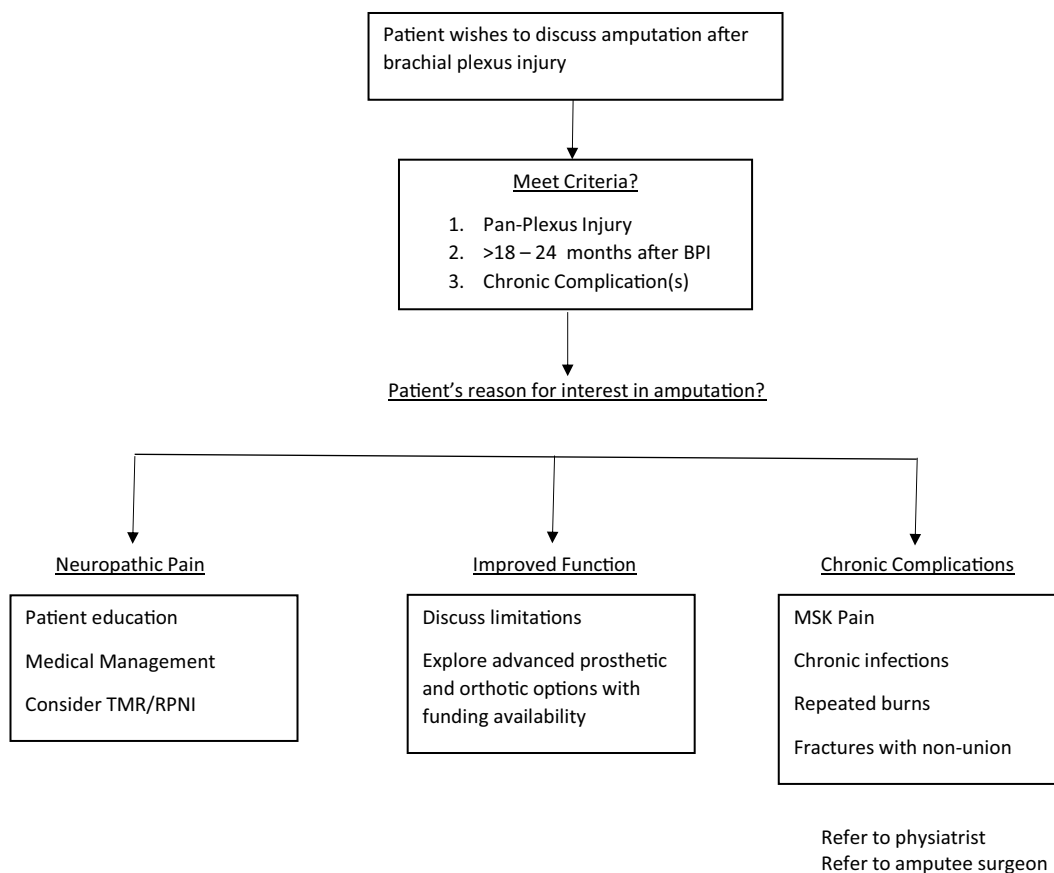 Patient wishes to discuss amputation after
brachial plexus injury
Meet Criteria?
1. Pan-Plexus Injury
2. >18 – 24 months after BPI
3. Chronic Complication(s)
Patient's reason for interest in amputation?
Neuropathic Pain
Patient education
Medical Management
Consider TMR/RPNI
Improved Function
Discuss limitations
Explore advanced prosthetic
and orthotic options with
funding availability
Chronic Complications
MSK Pain
Chronic infections
Repeated burns
Fractures with non-union
Refer to physiatrist
Refer to amputee surgeon